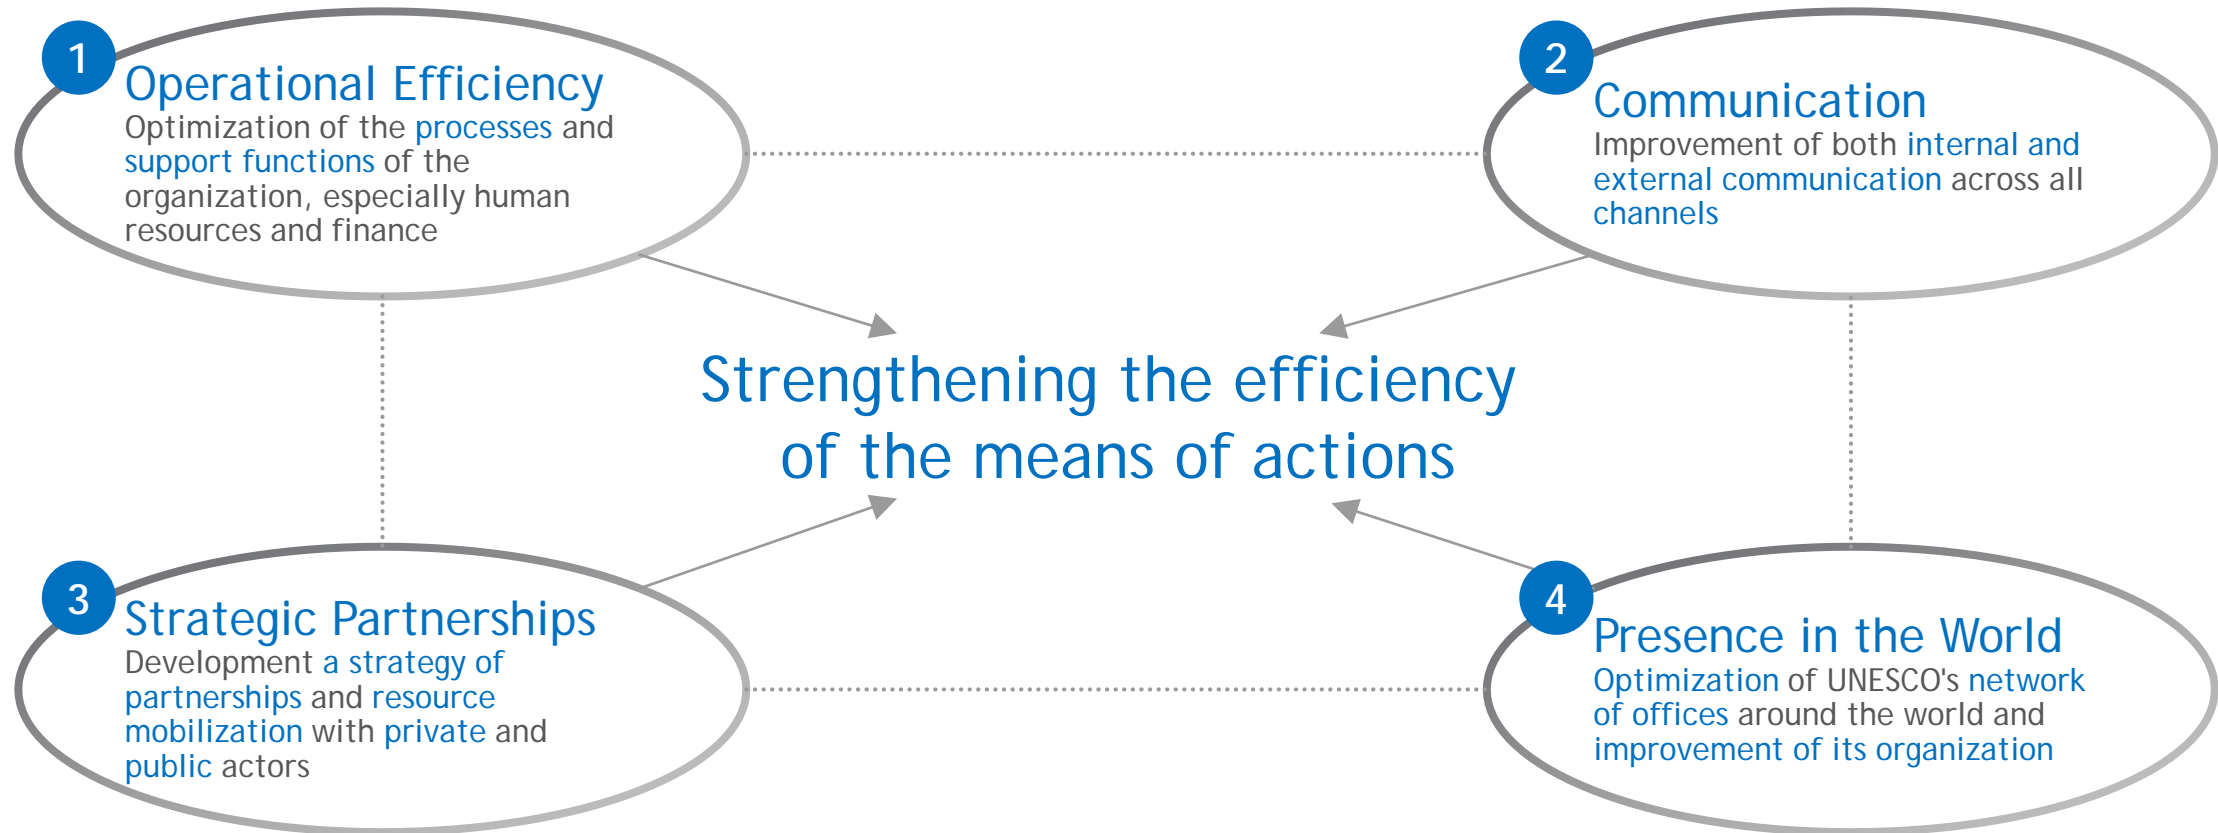 1
Operational Efficiency
Optimization of the processes and
support functions of the
organization, especially human
resources and finance
2
Communication
Improvement of both internal and
external communication across all
channels
Strengthening the efficiency
of the means of actions
3
Strategic Partnerships
Development a strategy of
partnerships and resource
mobilization with private and
public actors
4
Presence in the World
Optimization of UNESCO's network
of offices around the world and
improvement of its organization